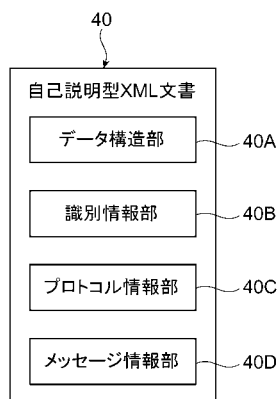 40
自己説明型XML文書
データ構造部
40A
識別情報部
40B
プロトコル情報部
40C
メッセージ情報部
40D